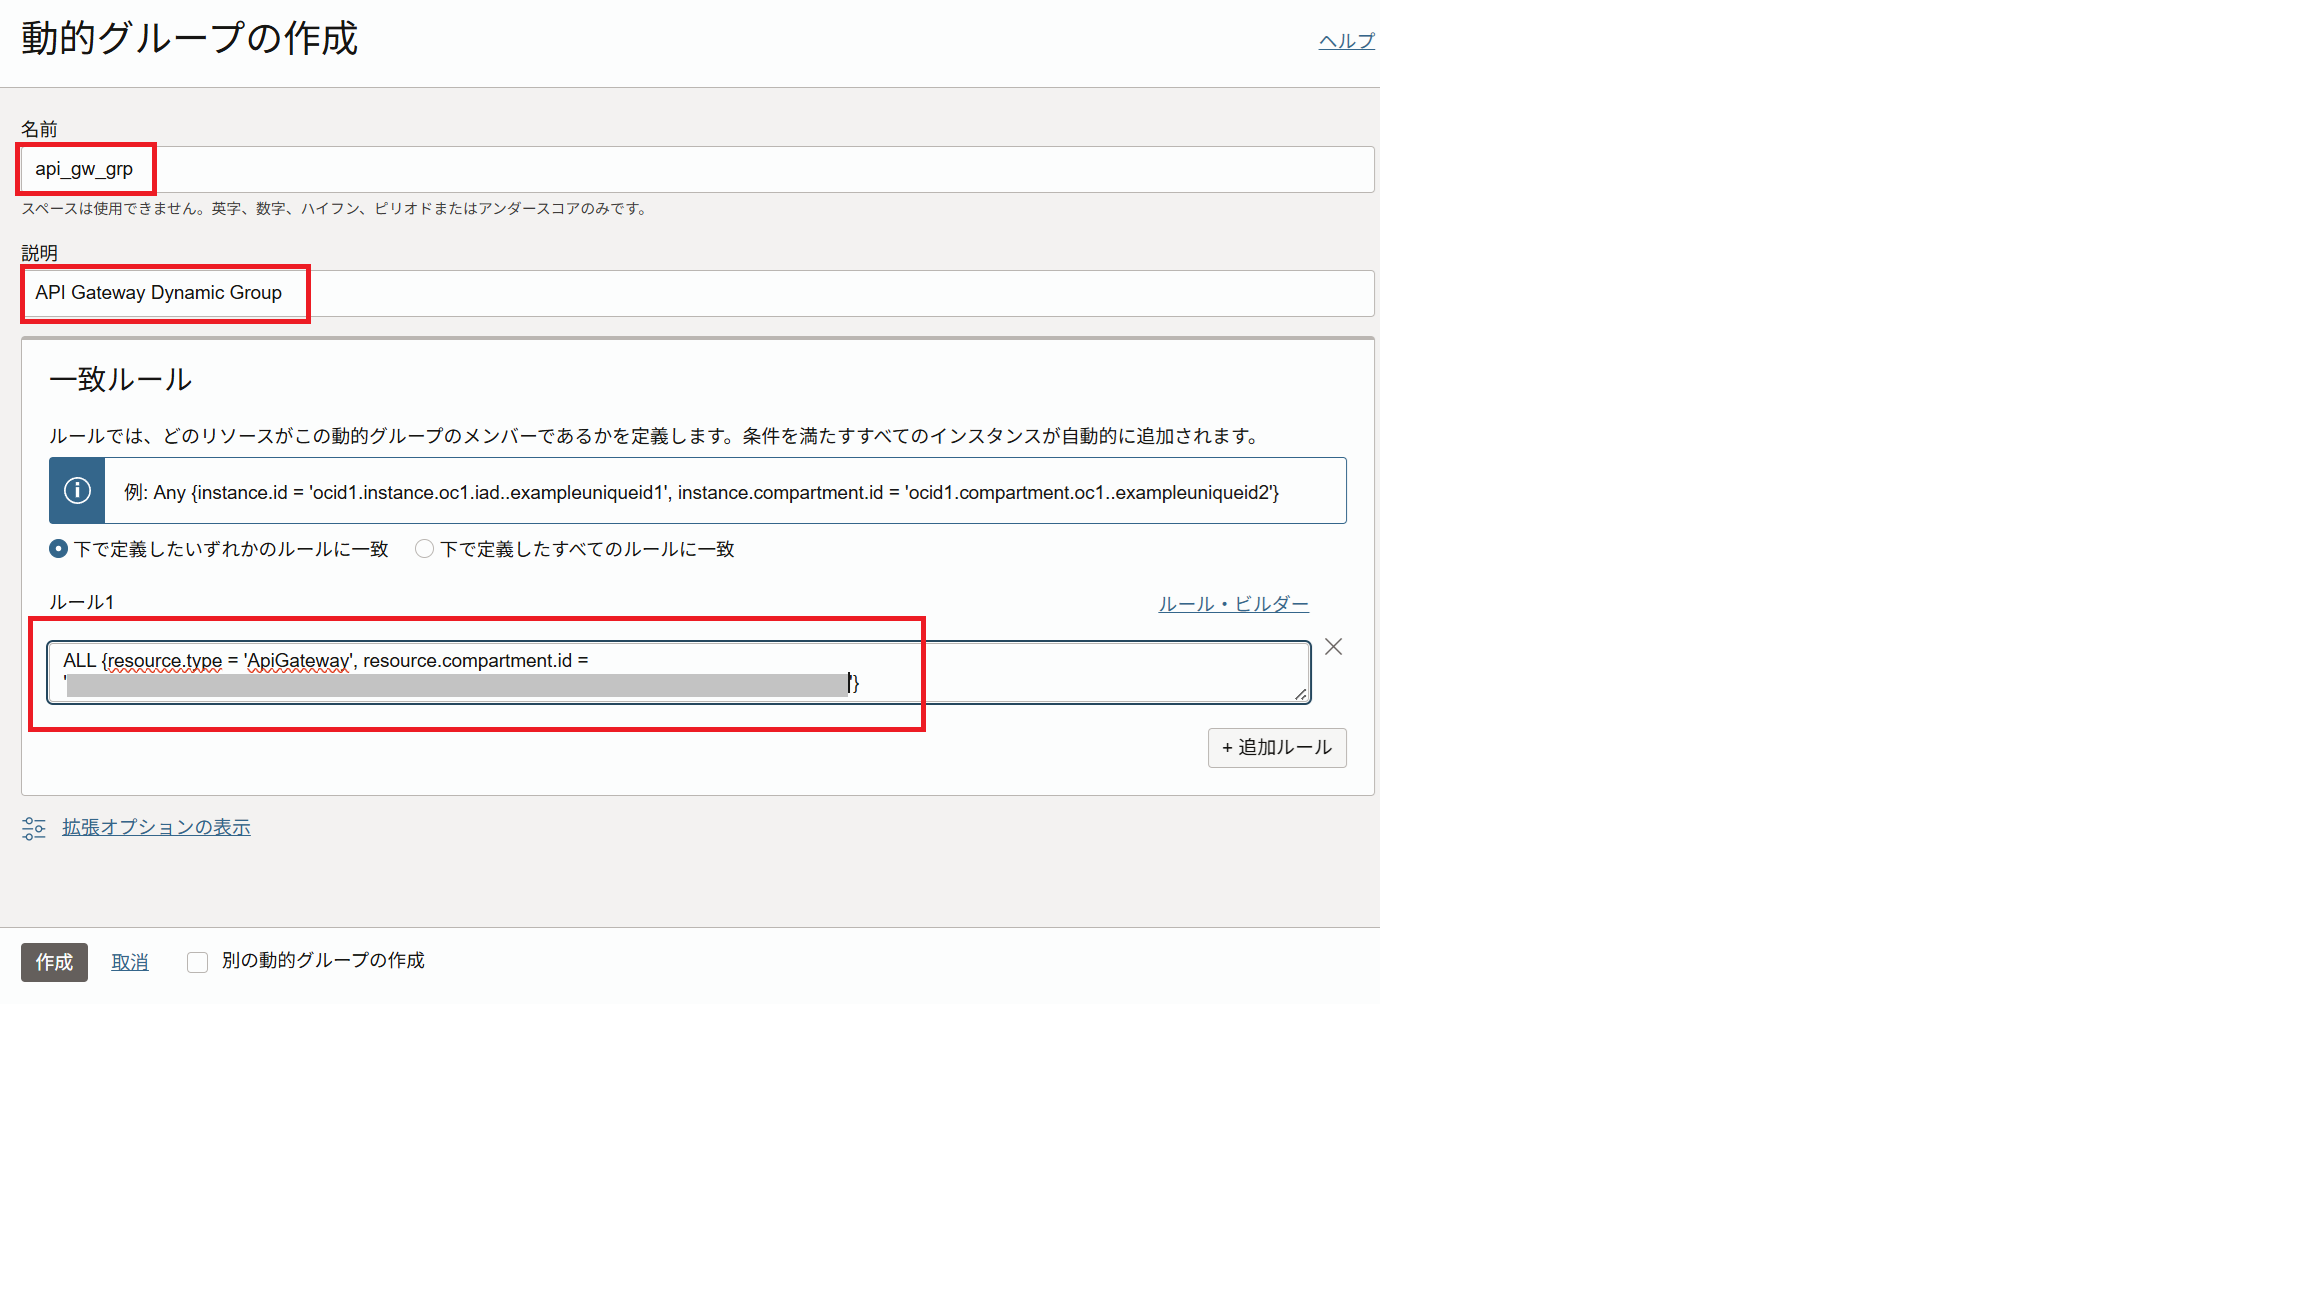 動的グループの作成
ヘルプ
名前
api_gw_grp
スペースは使用できません。英字、数字、ハイフン、ピリオドまたはアンダースコアのみです。
説明
API Gateway Dynamic Group
一致ルール
ルールでは、どのリソースがこの動的グループのメンバーであるかを定義します。条件を満たすすべてのインスタンスが自動的に追加されます。
例: Any {instance.id = 'ocid1.instance.oc1.iad..exampleuniqueid1', instance.compartment.id = 'ocid1.compartment.oc1..exampleuniqueid2'}
下で定義したいずれかのルールに一致 下で定義したすべてのルールに一致
ルール1
ルール・ビルダー
ALL {resource.type = 'ApiGateway', resource.compartment.id =
' '}
+ 追加ルール
拡張オプションの表示
作成 取消 別の動的グループの作成